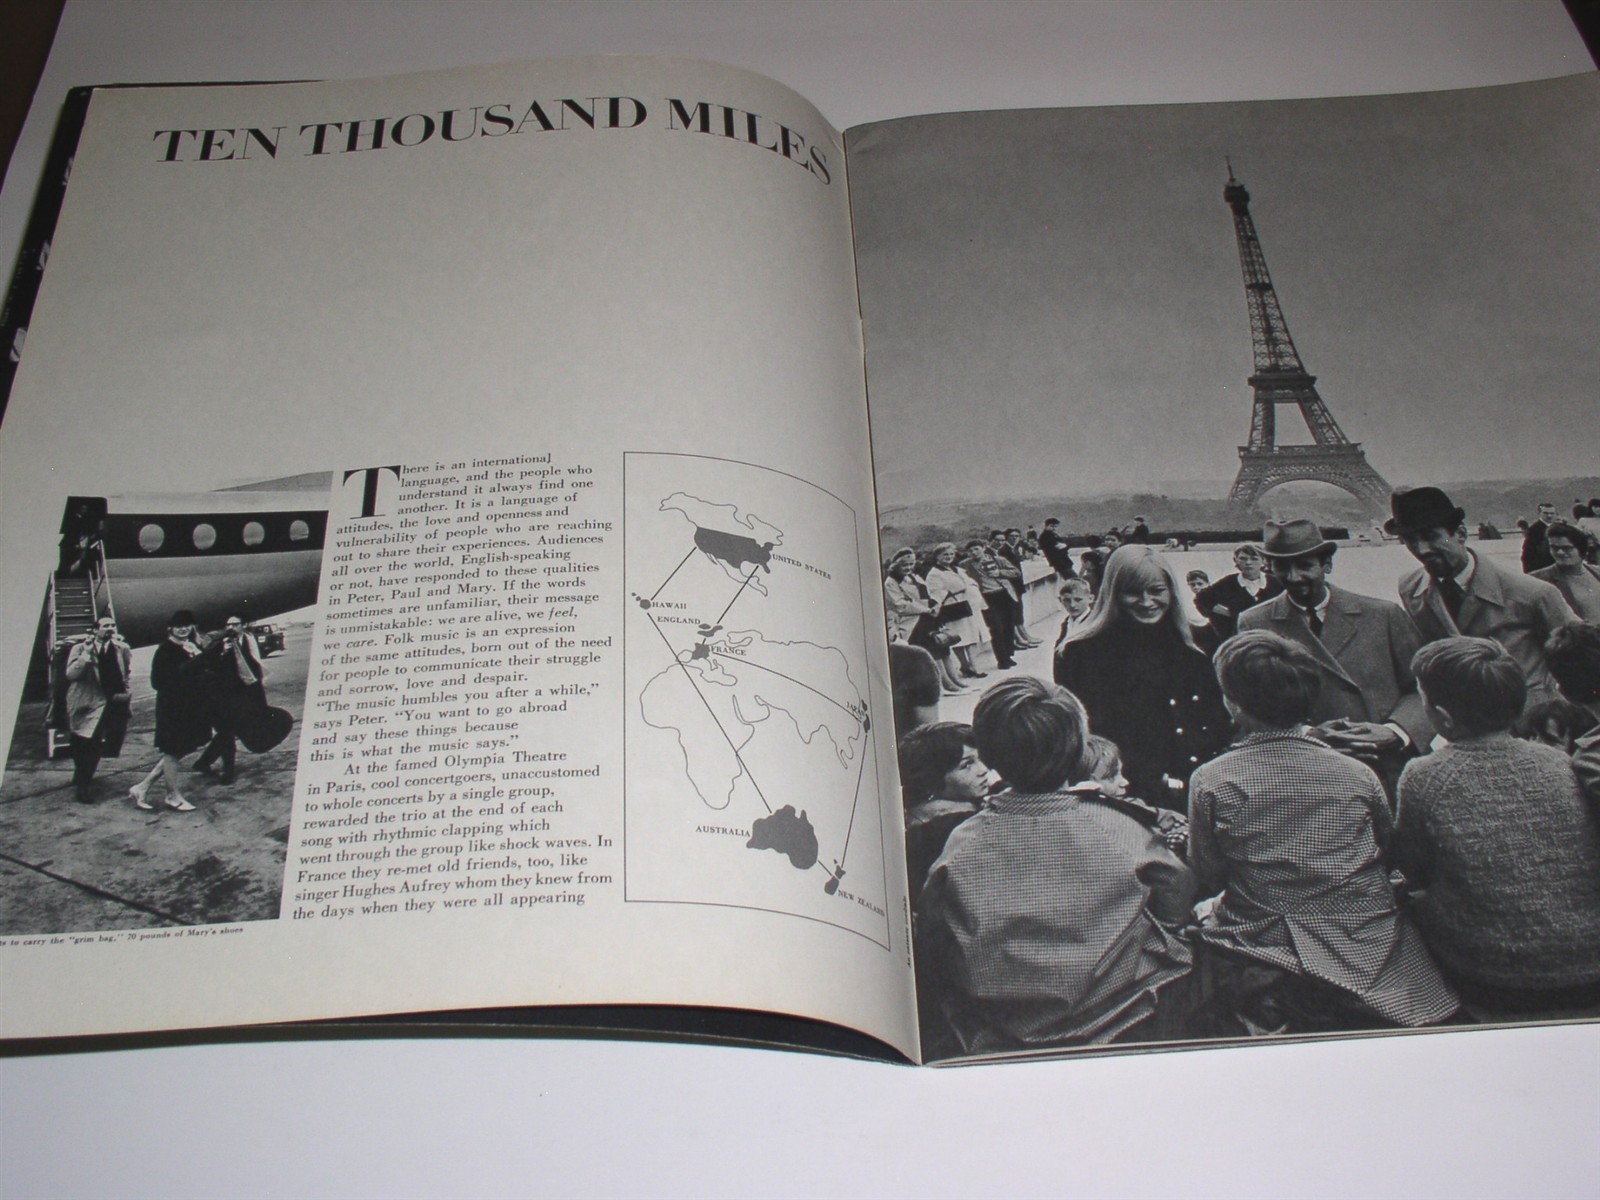 TEN THOUSAND MILES
There is an international
language, and the people who
understand it always find one
another. It is a language of
attitudes, the love and openness and
vulnerability of people who are reaching
out to share their experiences. Audiences
all over the world, English-speaking
or not, have responded to these qualities
in Peter, Paul and Mary. If the words
sometimes are unfamiliar, their message
is unmistakable: we are alive, we feel,
we care. Folk music is an expression
of the same attitudes, born out of the need
for people to communicate their struggle
and sorrow, love and despair.
"The music humbles you after a while,"
says Peter. "You want to go abroad
and say these things because
this is what the music says."
At the famed Olympia Theatre
in Paris, cool concertgoers, unaccustomed
to whole concerts by a single group,
rewarded the trio at the end of each
song with rhythmic clapping which
went through the group like shock waves. In
France they re-met old friends, too, like
singer Hughes Aufrey whom they knew from
the days when they were all appearing
to carry the "grim bag," 70 pounds of Mary's shoes
UNITED STATES
HAWAII
ENGLAND
FRANCE
JAPAN
AUSTRALIA
NEW ZEALAND